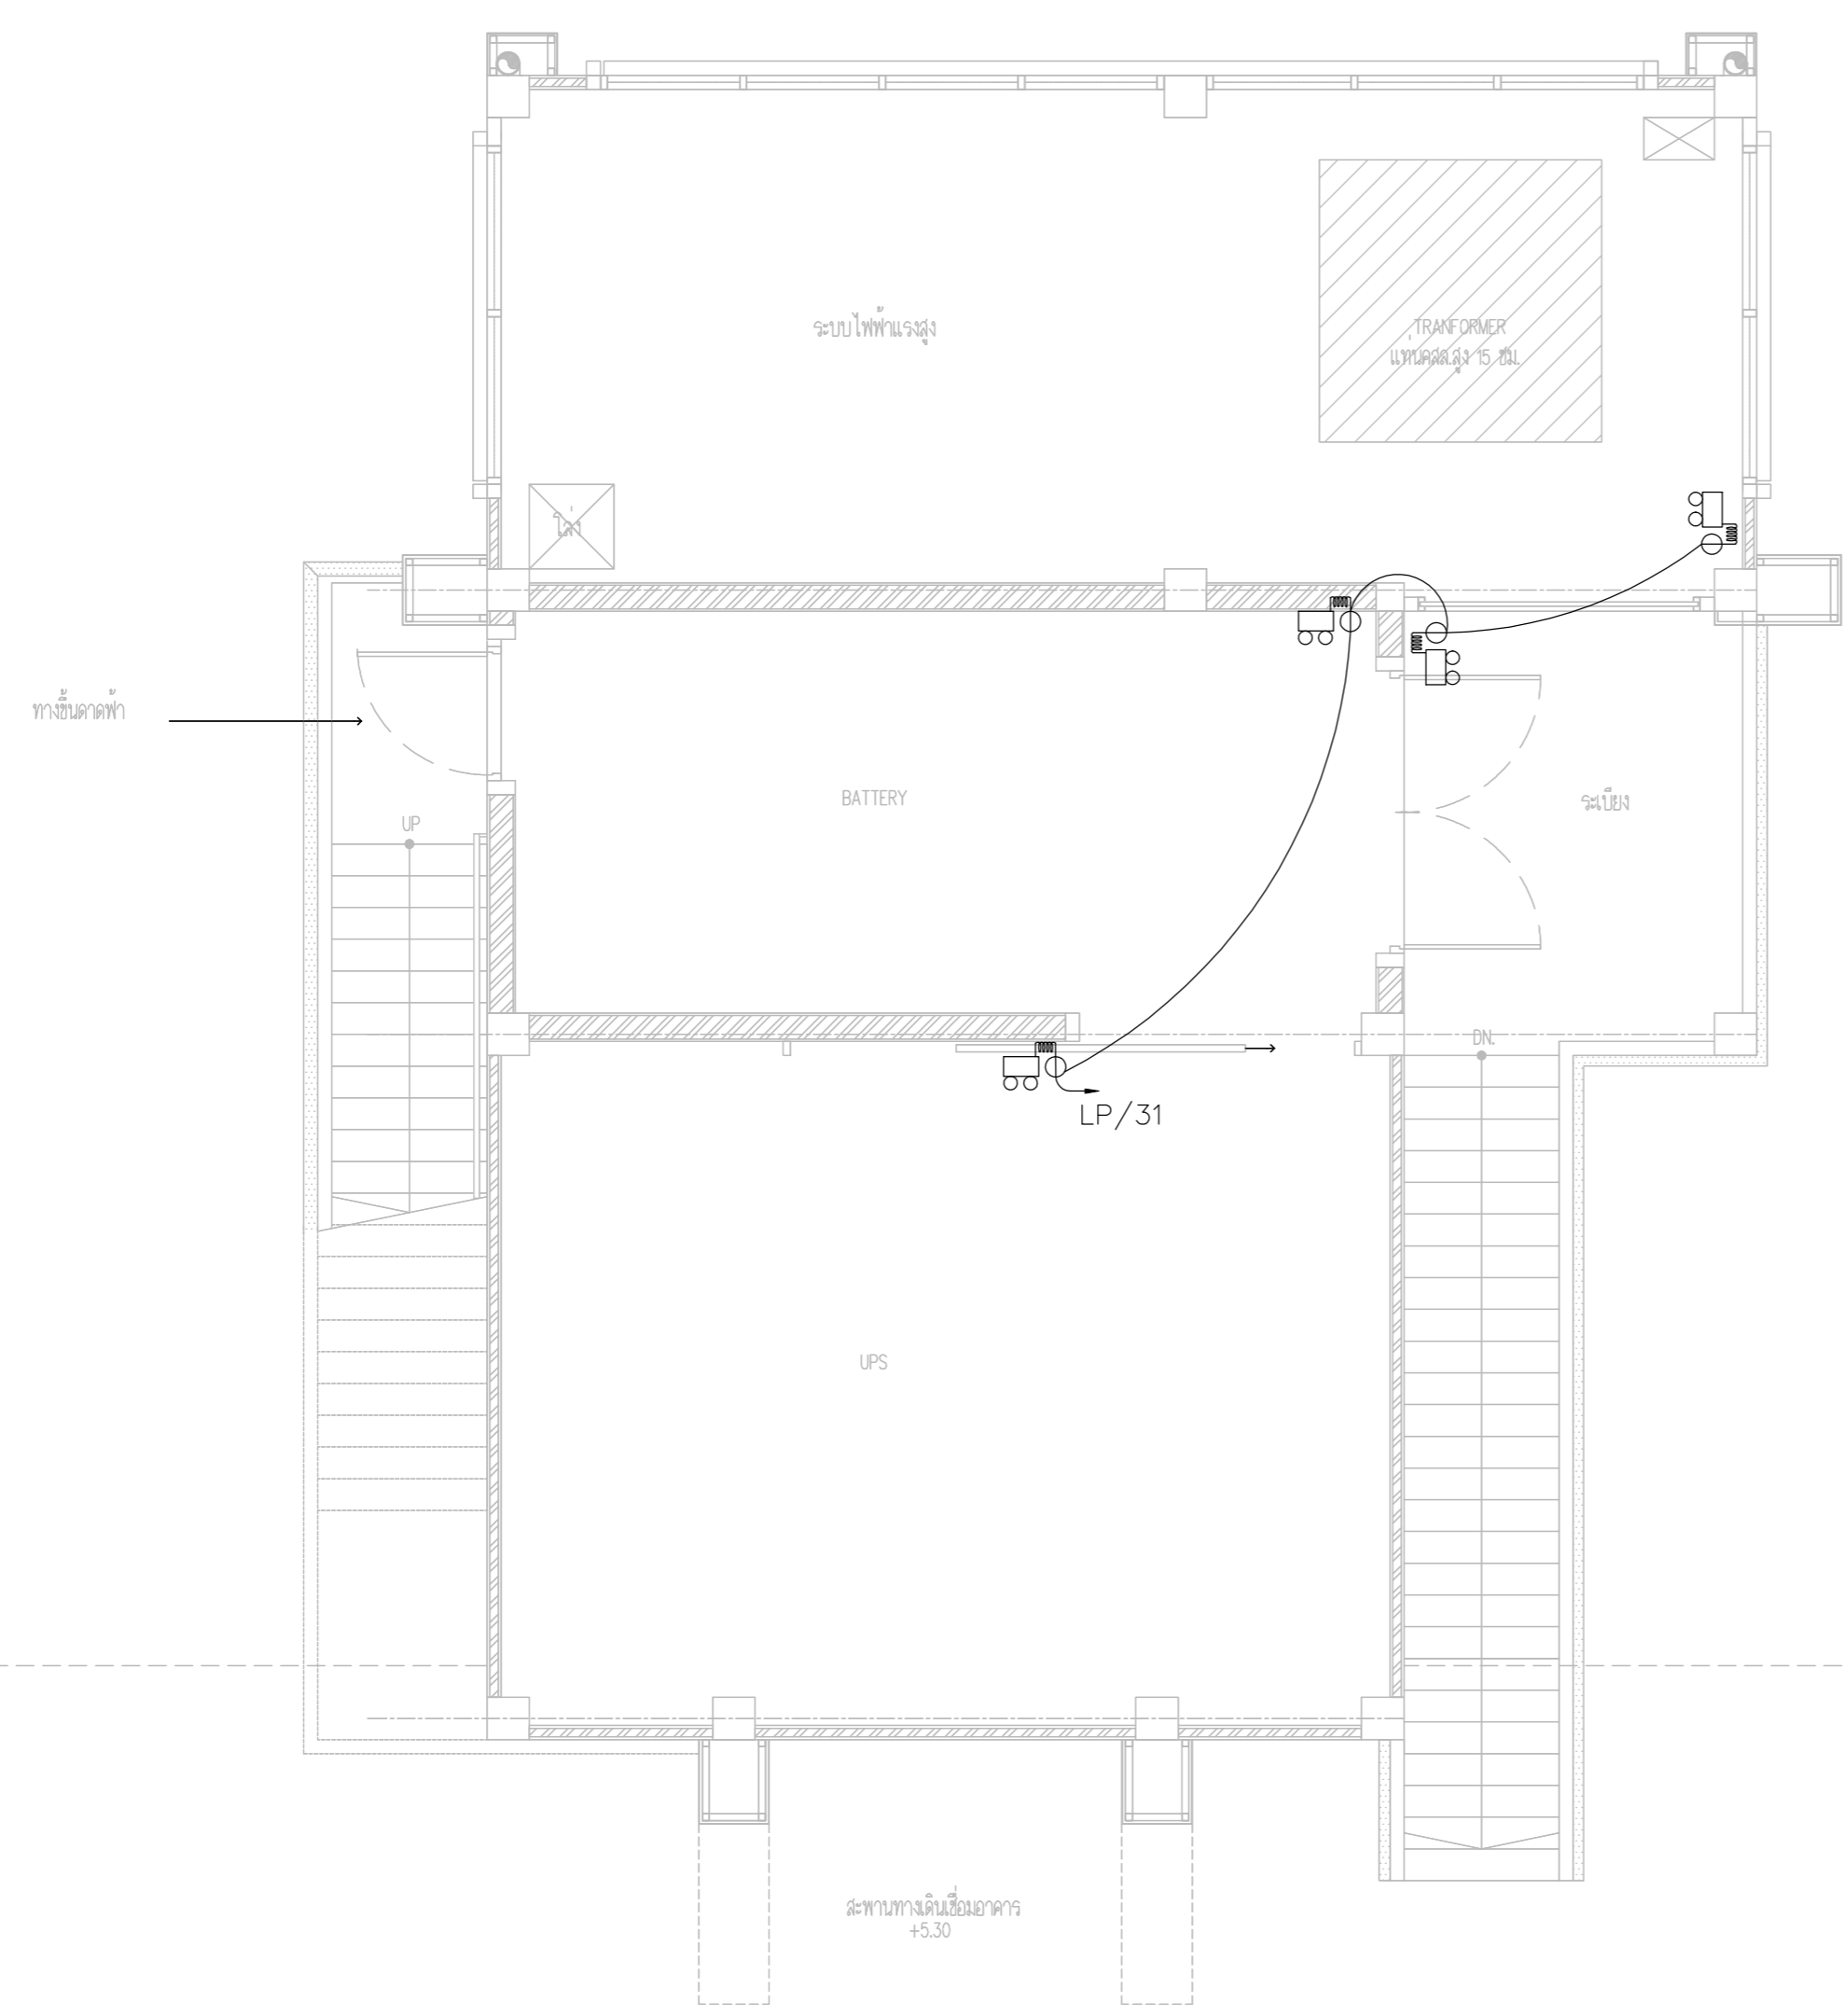 ระบบไฟฟ้าแรงสูง
TRANFORMER
แท่นคสล.สูง 15 ซม.
โล่ง
ทางขึ้นดาดฟ้า
BATTERY
ระเบียง
UP
DN.
LP/31
UPS
สะพานทางเดินเชื่อมอาคาร
+5.30